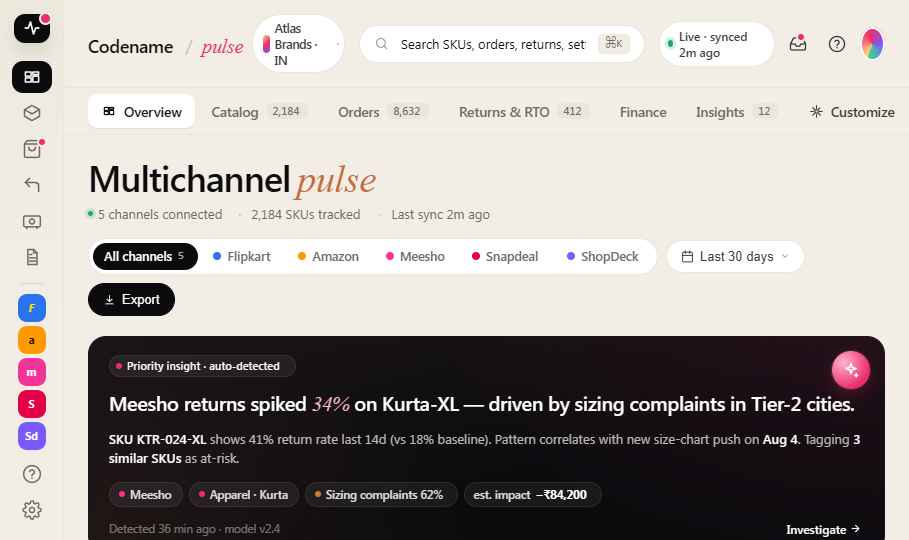 Codename / pulse
Atlas
Brands ·
IN
Search SKUs, orders, returns, set
⌘K
Live · synced
2m ago
Overview
Catalog 2,184
Orders 8,632
Returns & RTO 412
Finance
Insights 12
Customize
Multichannel pulse
5 channels connected · 2,184 SKUs tracked · Last sync 2m ago
All channels 5
Flipkart
Amazon
Meesho
Snapdeal
ShopDeck
Last 30 days
Export
F
a
m
S
Sd
Priority insight · auto-detected
Meesho returns spiked 34% on Kurta-XL — driven by sizing complaints in Tier-2 cities.
SKU KTR-024-XL shows 41% return rate last 14d (vs 18% baseline). Pattern correlates with new size-chart push on Aug 4. Tagging 3
similar SKUs as at-risk.
Meesho
Apparel · Kurta
Sizing complaints 62%
est. impact −₹84,200
Detected 36 min ago · model v2.4
Investigate →